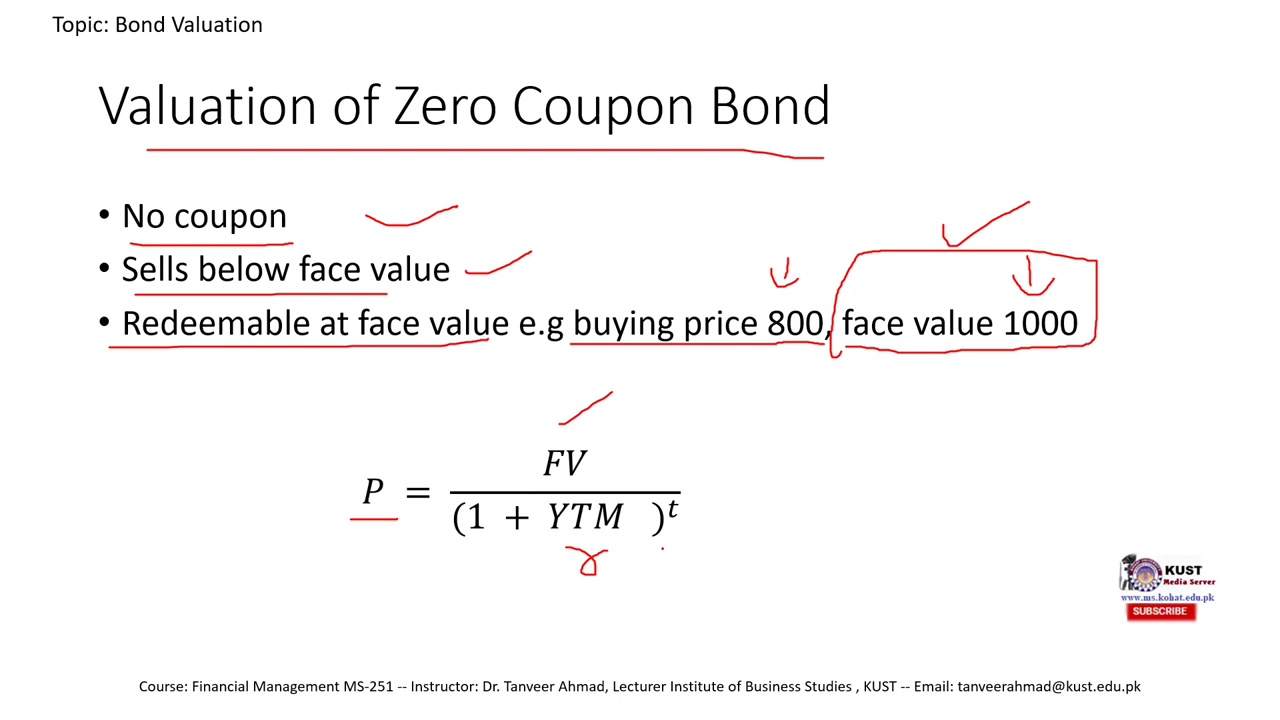 Topic: Bond Valuation
Valuation of Zero Coupon Bond
• No coupon
• Sells below face value
• Redeemable at face value e.g buying price 800, face value 1000
P = FV / (1 + YTM )^t
KUST
Media Server
www.ms.kohat.edu.pk
SUBSCRIBE
Course: Financial Management MS-251 -- Instructor: Dr. Tanveer Ahmad, Lecturer Institute of Business Studies , KUST -- Email: tanveerahmad@kust.edu.pk